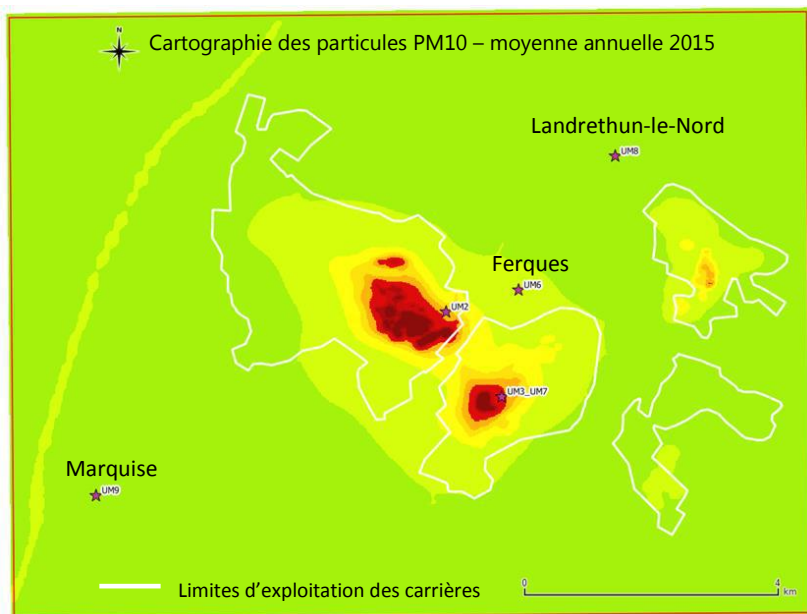 Cartographie des particules PM10 – moyenne annuelle 2015
N
Landrethun-le-Nord
UM8
Ferques
UM6
UM2
UM3_UM7
Marquise
UM9
Limites d'exploitation des carrières
0 4
km